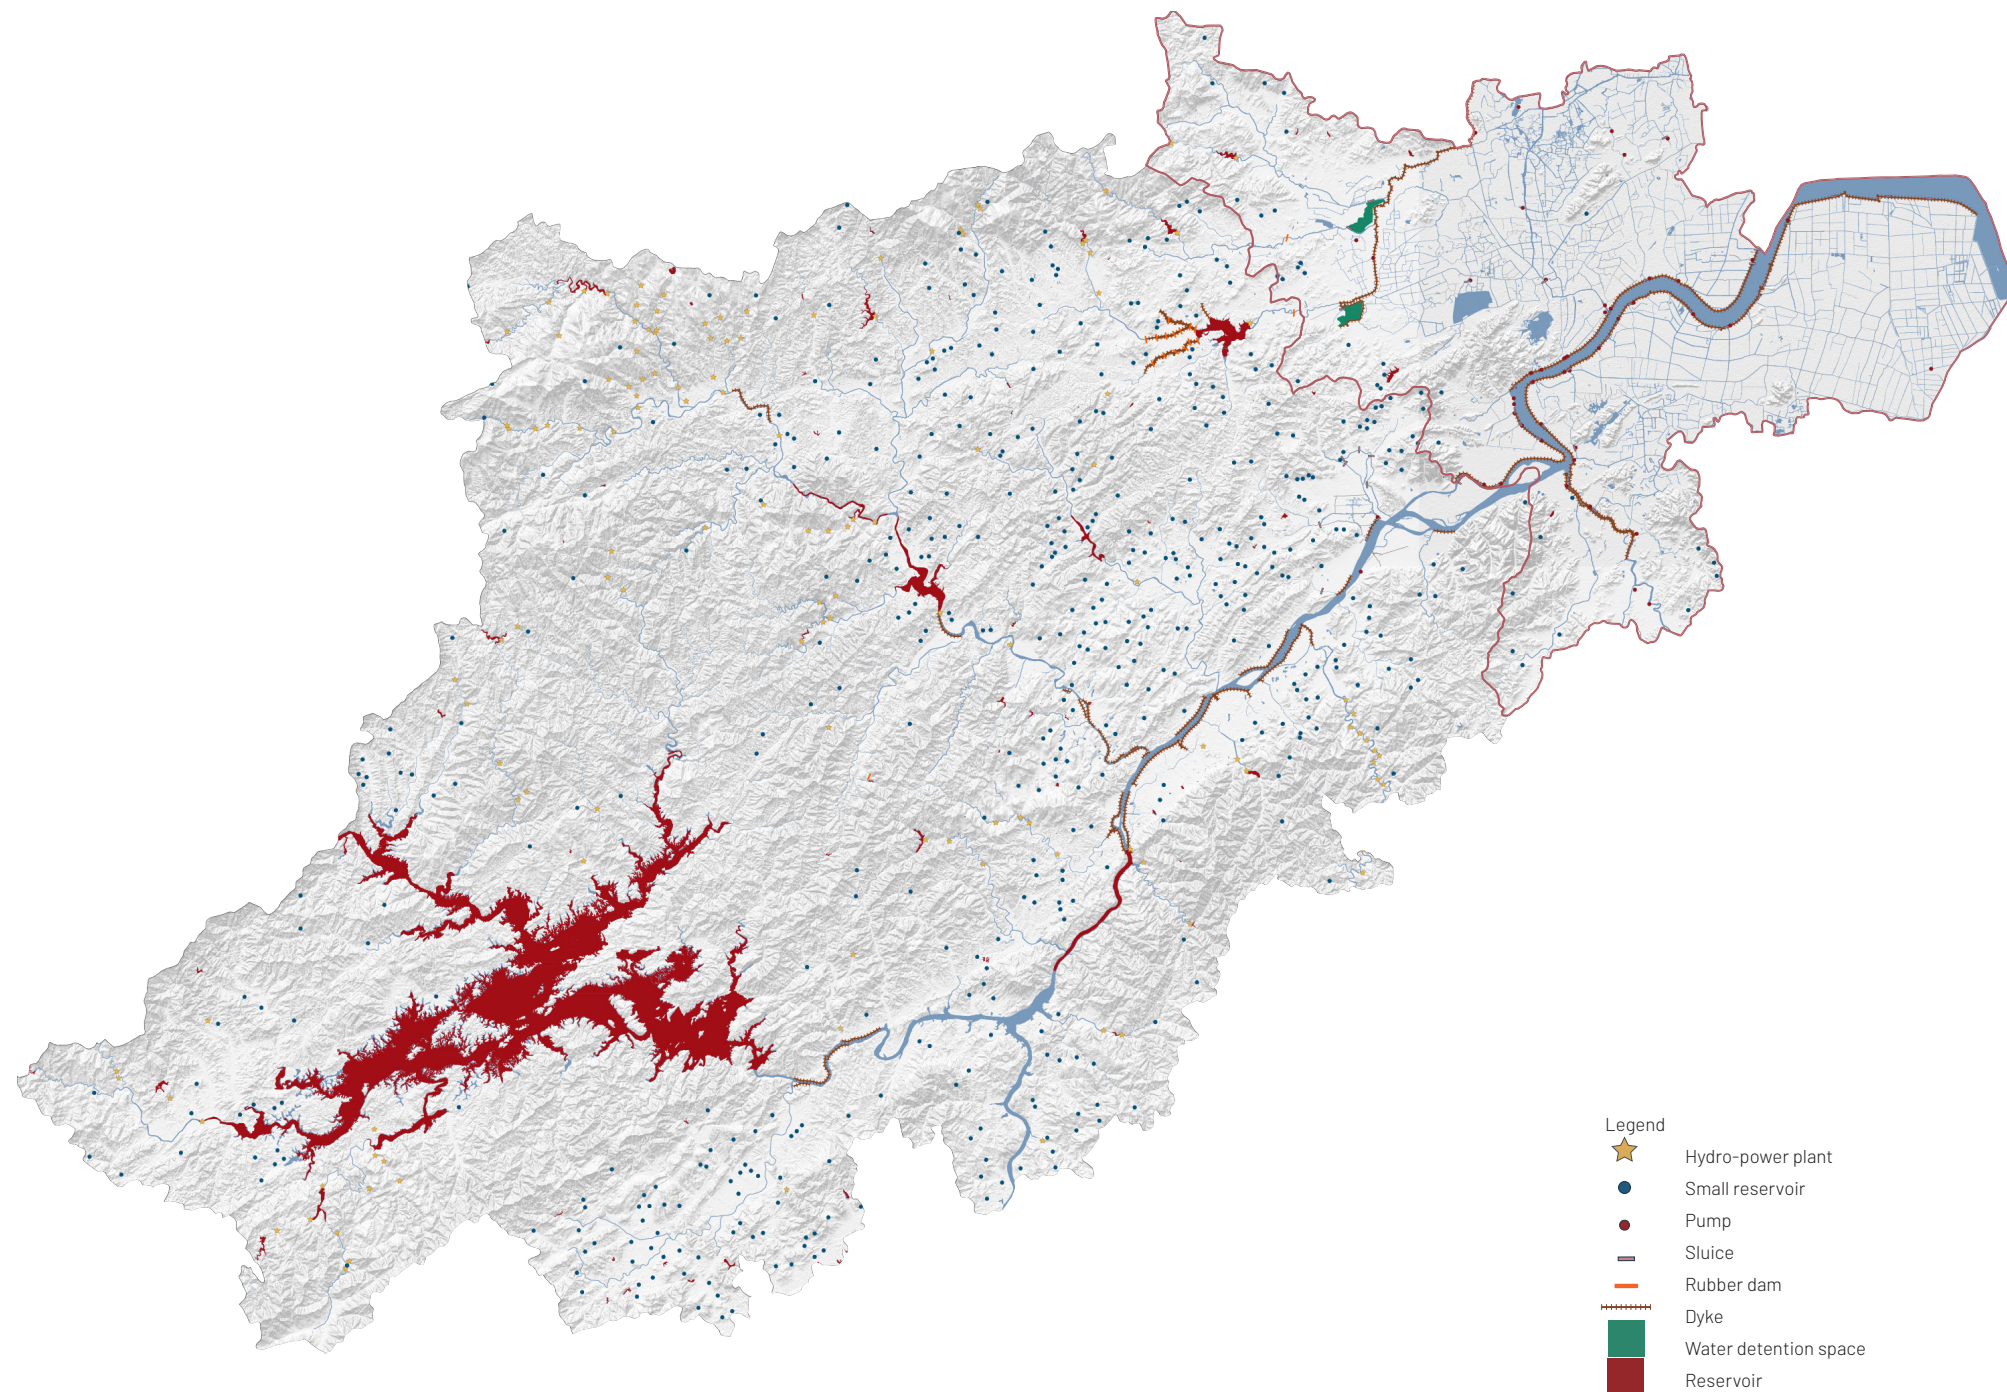 Legend
Hydro-power plant
Small reservoir
Pump
Sluice
Rubber dam
Dyke
Water detention space
Reservoir